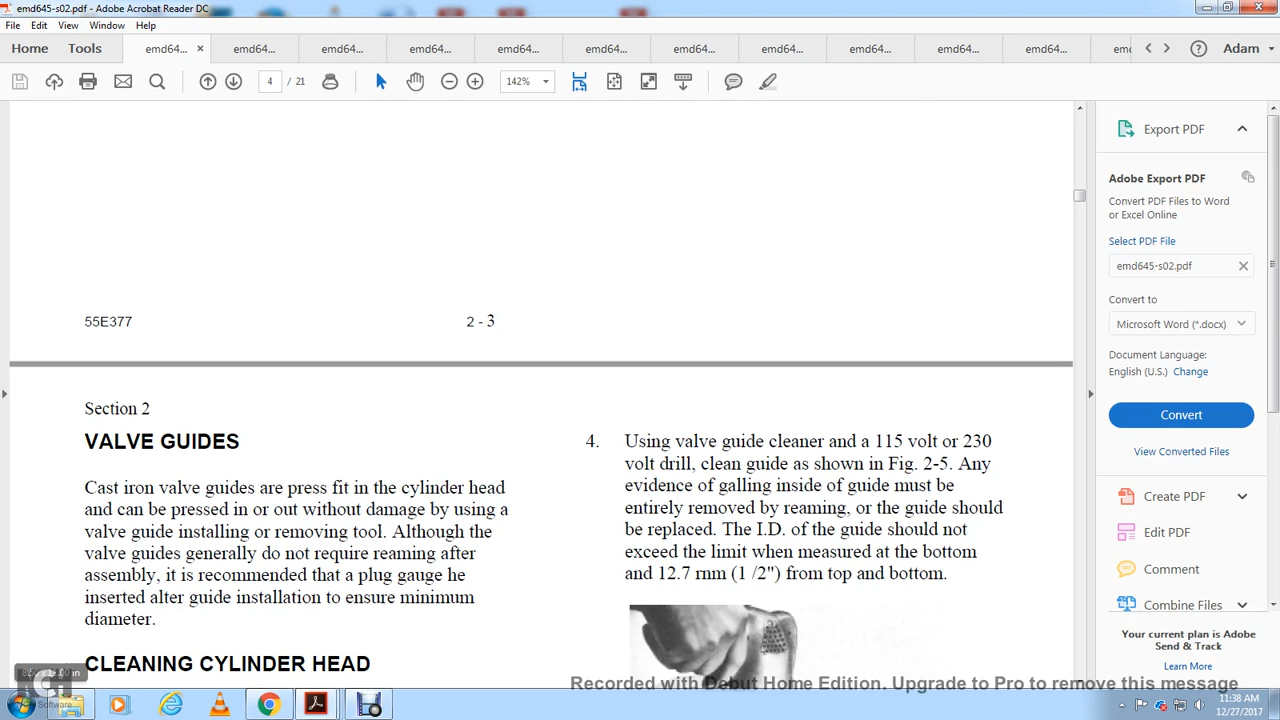 emd645-s02.pdf - Adobe Acrobat Reader DC
File Edit View Window Help
Home Tools emd64... × emd64... emd64... emd64... emd64... emd64... emd64... emd64... emd64... emd64... emd64... emd Adam
4 / 21 142%
55E377 2 - 3
Section 2
VALVE GUIDES
Cast iron valve guides are press fit in the cylinder head
and can be pressed in or out without damage by using a
valve guide installing or removing tool. Although the
valve guides generally do not require reaming after
assembly, it is recommended that a plug gauge he
inserted alter guide installation to ensure minimum
diameter.
CLEANING CYLINDER HEAD
4. Using valve guide cleaner and a 115 volt or 230
volt drill, clean guide as shown in Fig. 2-5. Any
evidence of galling inside of guide must be
entirely removed by reaming, or the guide should
be replaced. The I.D. of the guide should not
exceed the limit when measured at the bottom
and 12.7 rnm (1 /2") from top and bottom.
Export PDF
Adobe Export PDF
Convert PDF Files to Word
or Excel Online
Select PDF File
emd645-s02.pdf
Convert to
Microsoft Word (*.docx)
Document Language:
English (U.S.) Change
Convert
View Converted Files
Create PDF
Edit PDF
Comment
Combine Files
Your current plan is Adobe
Send & Track
Learn More
Recorded with Debut Home Edition. Upgrade to Pro to remove this message
Software
11:38 AM
12/27/2017